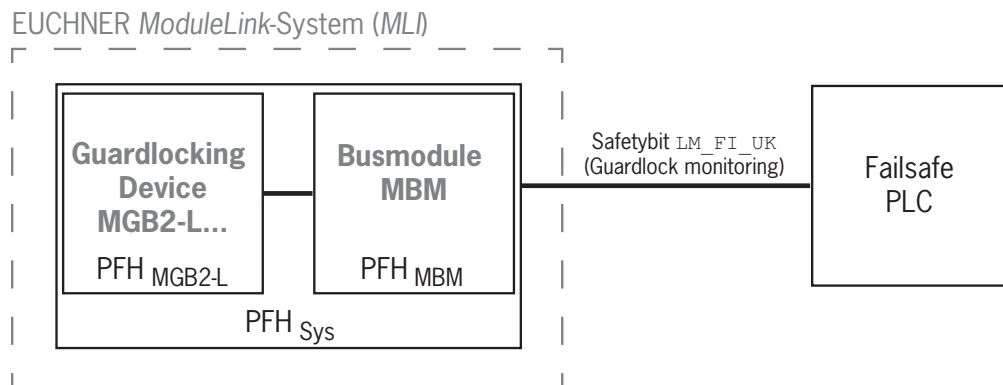 EUCHNER ModuleLink-System (MLI)
Guardlocking
Device
MGB2-L...
PFH MGB2-L
Busmodule
MBM
PFH MBM
PFH Sys
Safetybit LM_FI_UK
(Guardlock monitoring)
Failsafe
PLC